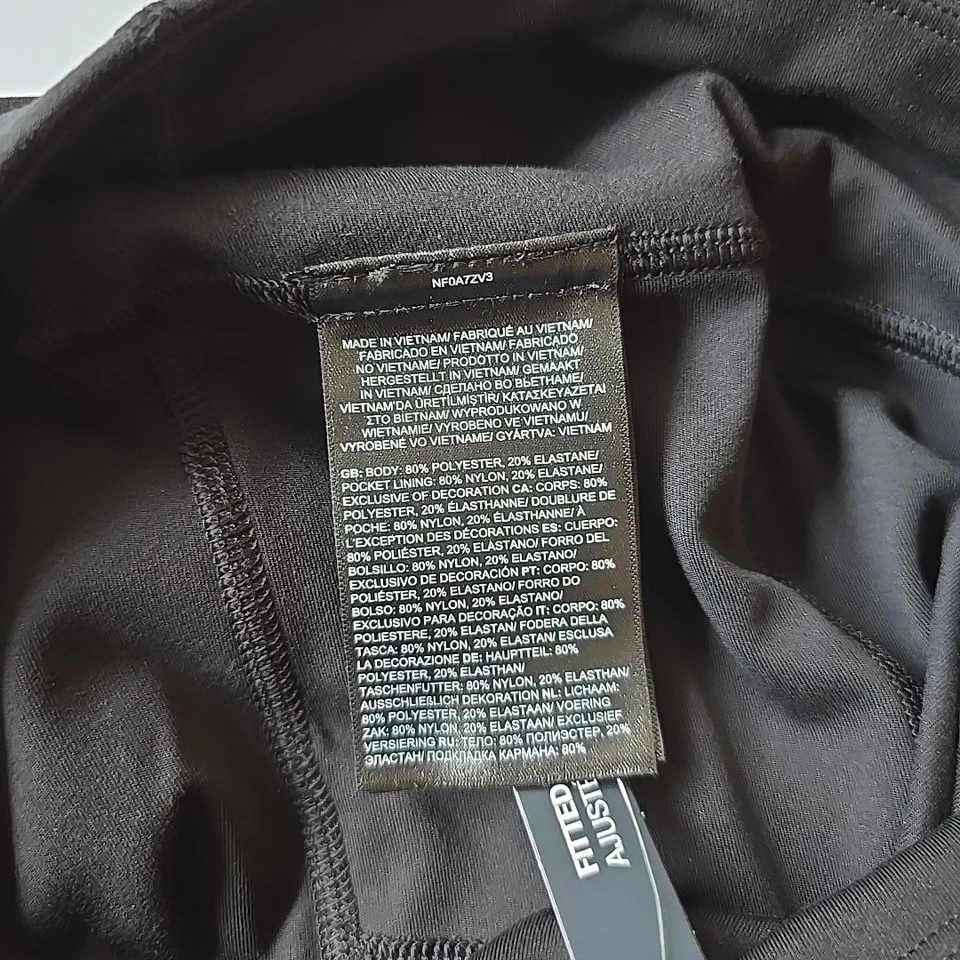 NF0A7ZV3
MADE IN VIETNAM/ FABRIQUÉ AU VIETNAM/
FABRICADO EN VIETNAM/ FABRICADO
NO VIETNAME/ PRODOTTO IN VIETNAM/
HERGESTELLT IN VIETNAM/ GEMAAKT
IN VIETNAM/ СДЕЛАНО ВО ВЬЕТНАМЕ/
VİETNAM'DA ÜRETİLMİŞTİR/ ΚΑΤΑΣΚΕΥΑΖΕΤΑΙ
ΣΤΟ ΒΙΕΤΝΑΜ/ WYPRODUKOWANO W
WIETNAMIE/ VYROBENO VE VIETNAMU/
VYROBENÉ VO VIETNAME/ GYÁRTVA: VIETNAM
GB: BODY: 80% POLYESTER, 20% ELASTANE/
POCKET LINING: 80% NYLON, 20% ELASTANE/
EXCLUSIVE OF DECORATION CA: CORPS: 80%
POLYESTER, 20% ÉLASTHANNE/ DOUBLURE DE
POCHE: 80% NYLON, 20% ÉLASTHANNE/ À
L'EXCEPTION DES DÉCORATIONS ES: CUERPO:
80% POLIÉSTER, 20% ELASTANO/ FORRO DEL
BOLSILLO: 80% NYLON, 20% ELASTANO/
EXCLUSIVO DE DECORACIÓN PT: CORPO: 80%
POLIÉSTER, 20% ELASTANO/ FORRO DO
BOLSO: 80% NYLON, 20% ELASTANO/
EXCLUSIVO PARA DECORAÇÃO IT: CORPO: 80%
POLIESTERE, 20% ELASTAN/ FODERA DELLA
TASCA: 80% NYLON, 20% ELASTAN/ ESCLUSA
LA DECORAZIONE DE: HAUPTTEIL: 80%
POLYESTER, 20% ELASTHAN/
TASCHENFUTTER: 80% NYLON, 20% ELASTHAN/
AUSSCHLIEßLICH DEKORATION NL: LICHAAM:
80% POLYESTER, 20% ELASTAAN/ VOERING
ZAK: 80% NYLON, 20% ELASTAAN/ EXCLUSIEF
VERSIERING RU: ТЕЛО: 80% ПОЛИЭСТЕР, 20%
ЭЛАСТАН/ ПОДКЛАДКА КАРМАНА: 80%
FITTED